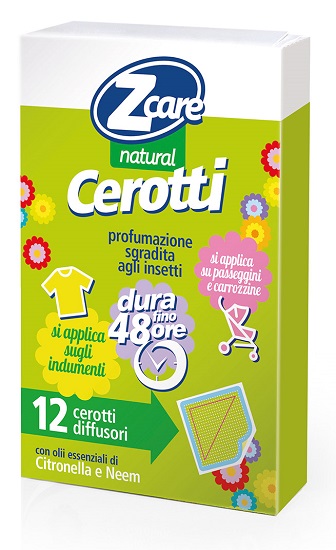 Zcare
natural
Cerotti
profumazione
sgradita
agli insetti
si applica
su passeggini
e carrozzine
dura
fino
48 ore
si applica
sugli
indumenti
12 cerotti
diffusori
con olii essenziali di
Citronella e Neem